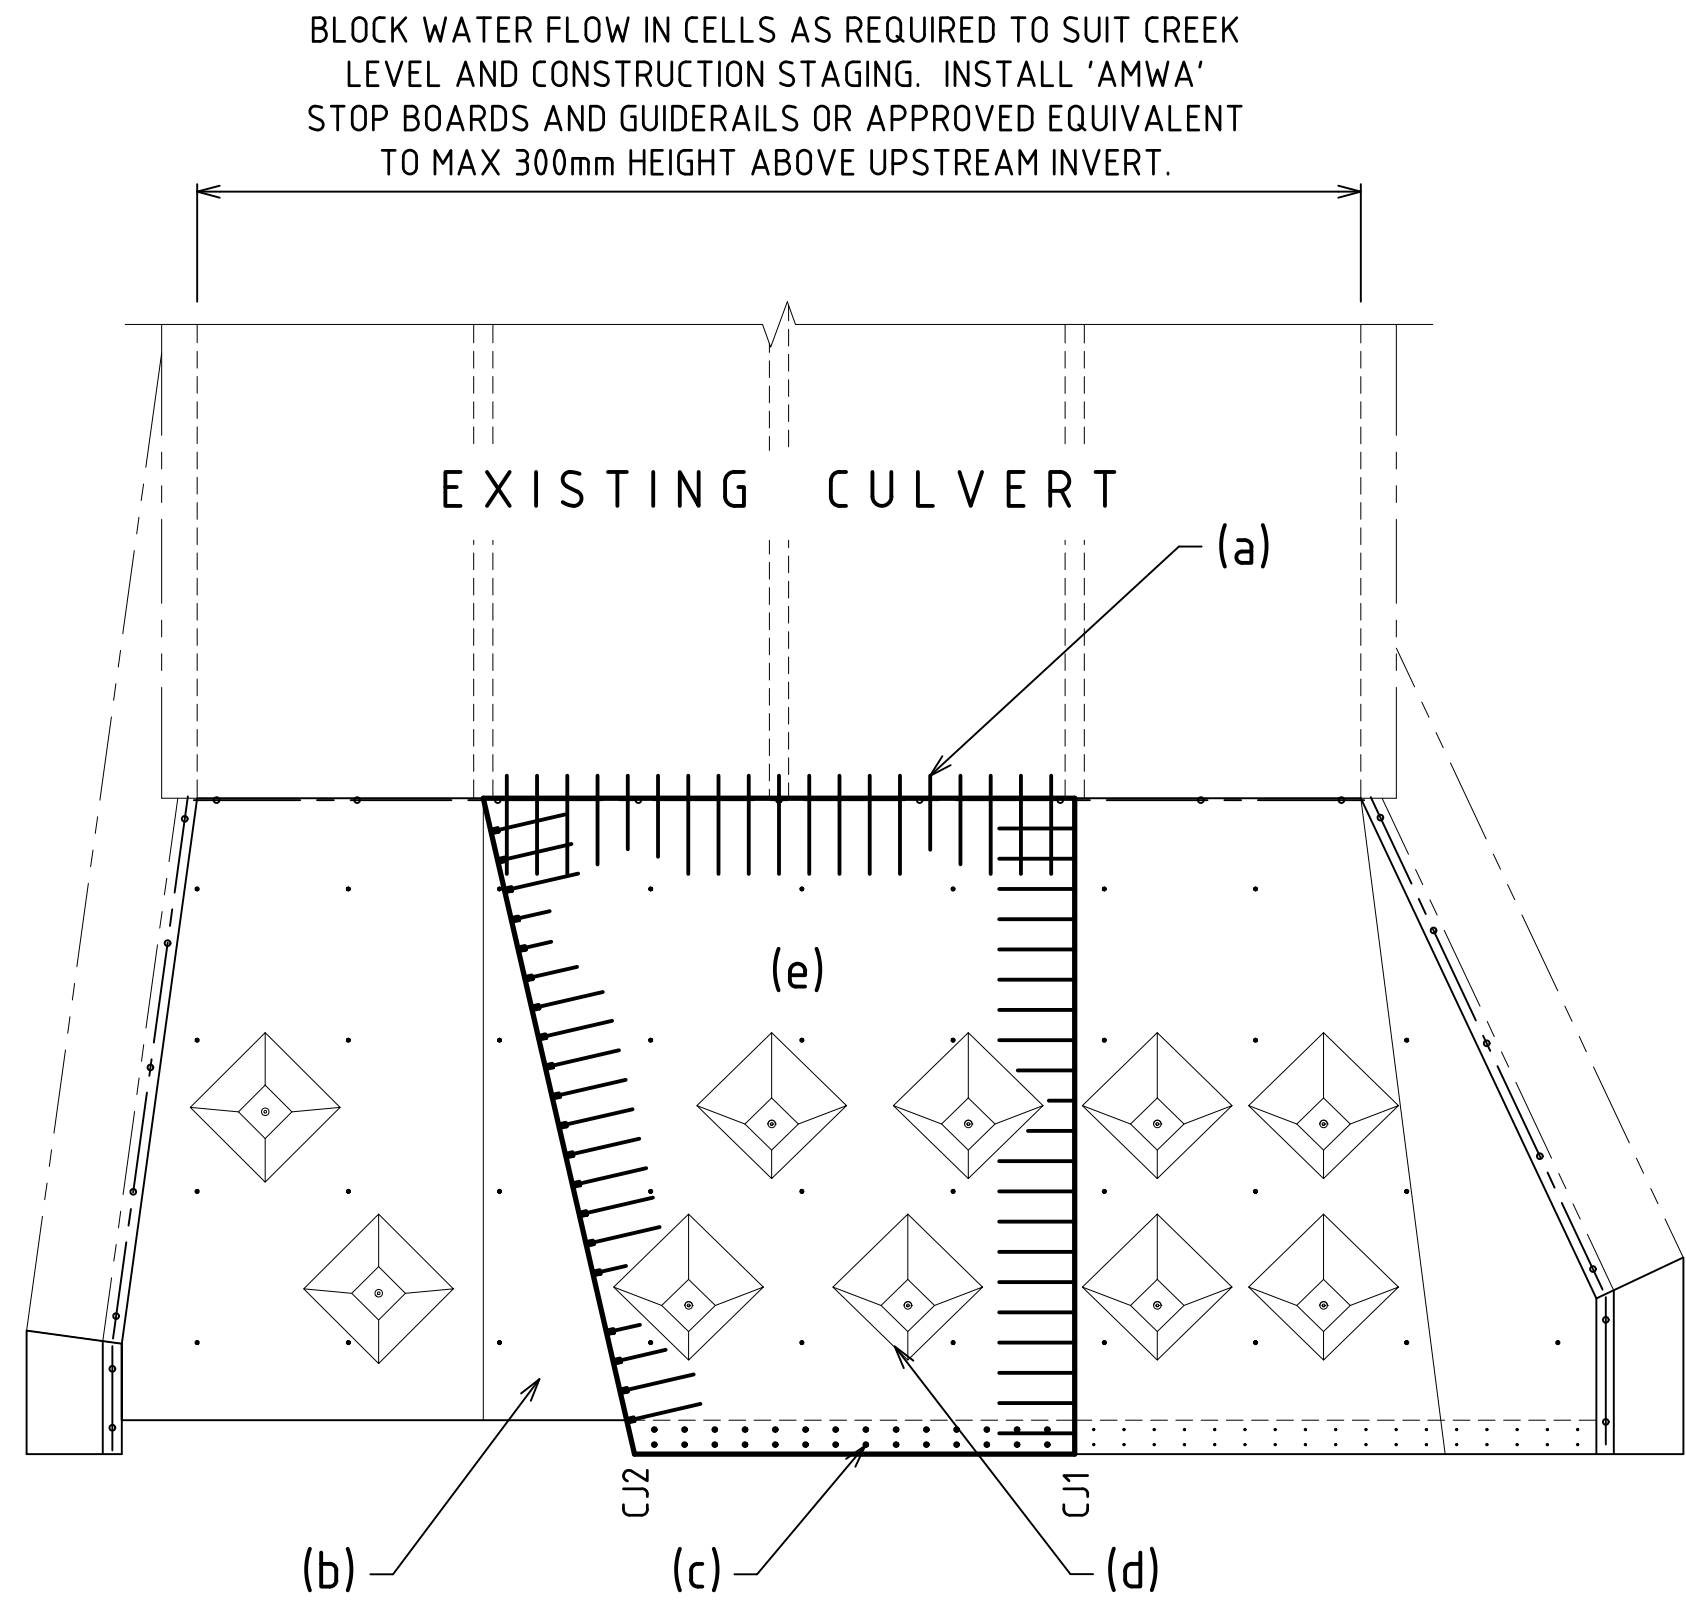 BLOCK WATER FLOW IN CELLS AS REQUIRED TO SUIT CREEK
LEVEL AND CONSTRUCTION STAGING. INSTALL 'AMWA'
STOP BOARDS AND GUIDERAILS OR APPROVED EQUIVALENT
TO MAX 300mm HEIGHT ABOVE UPSTREAM INVERT.
EXISTING CULVERT
(a)
(e)
CJ2
CJ1
(b)
(c)
(d)